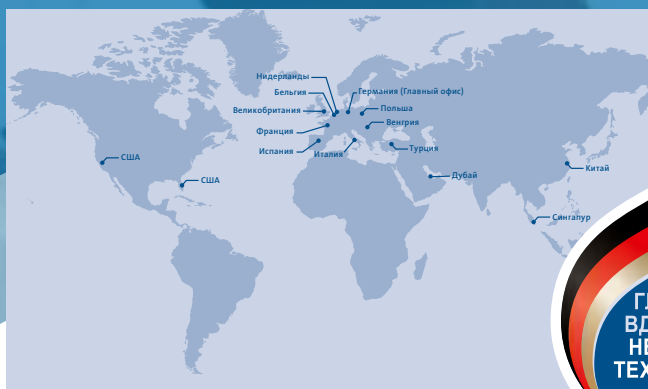 Нидерланды
Бельгия
Германия (Главный офис)
Великобритания
Польша
Венгрия
Франция
Испания
Италия
Турция
США
США
Дубай
Китай
Сингапур